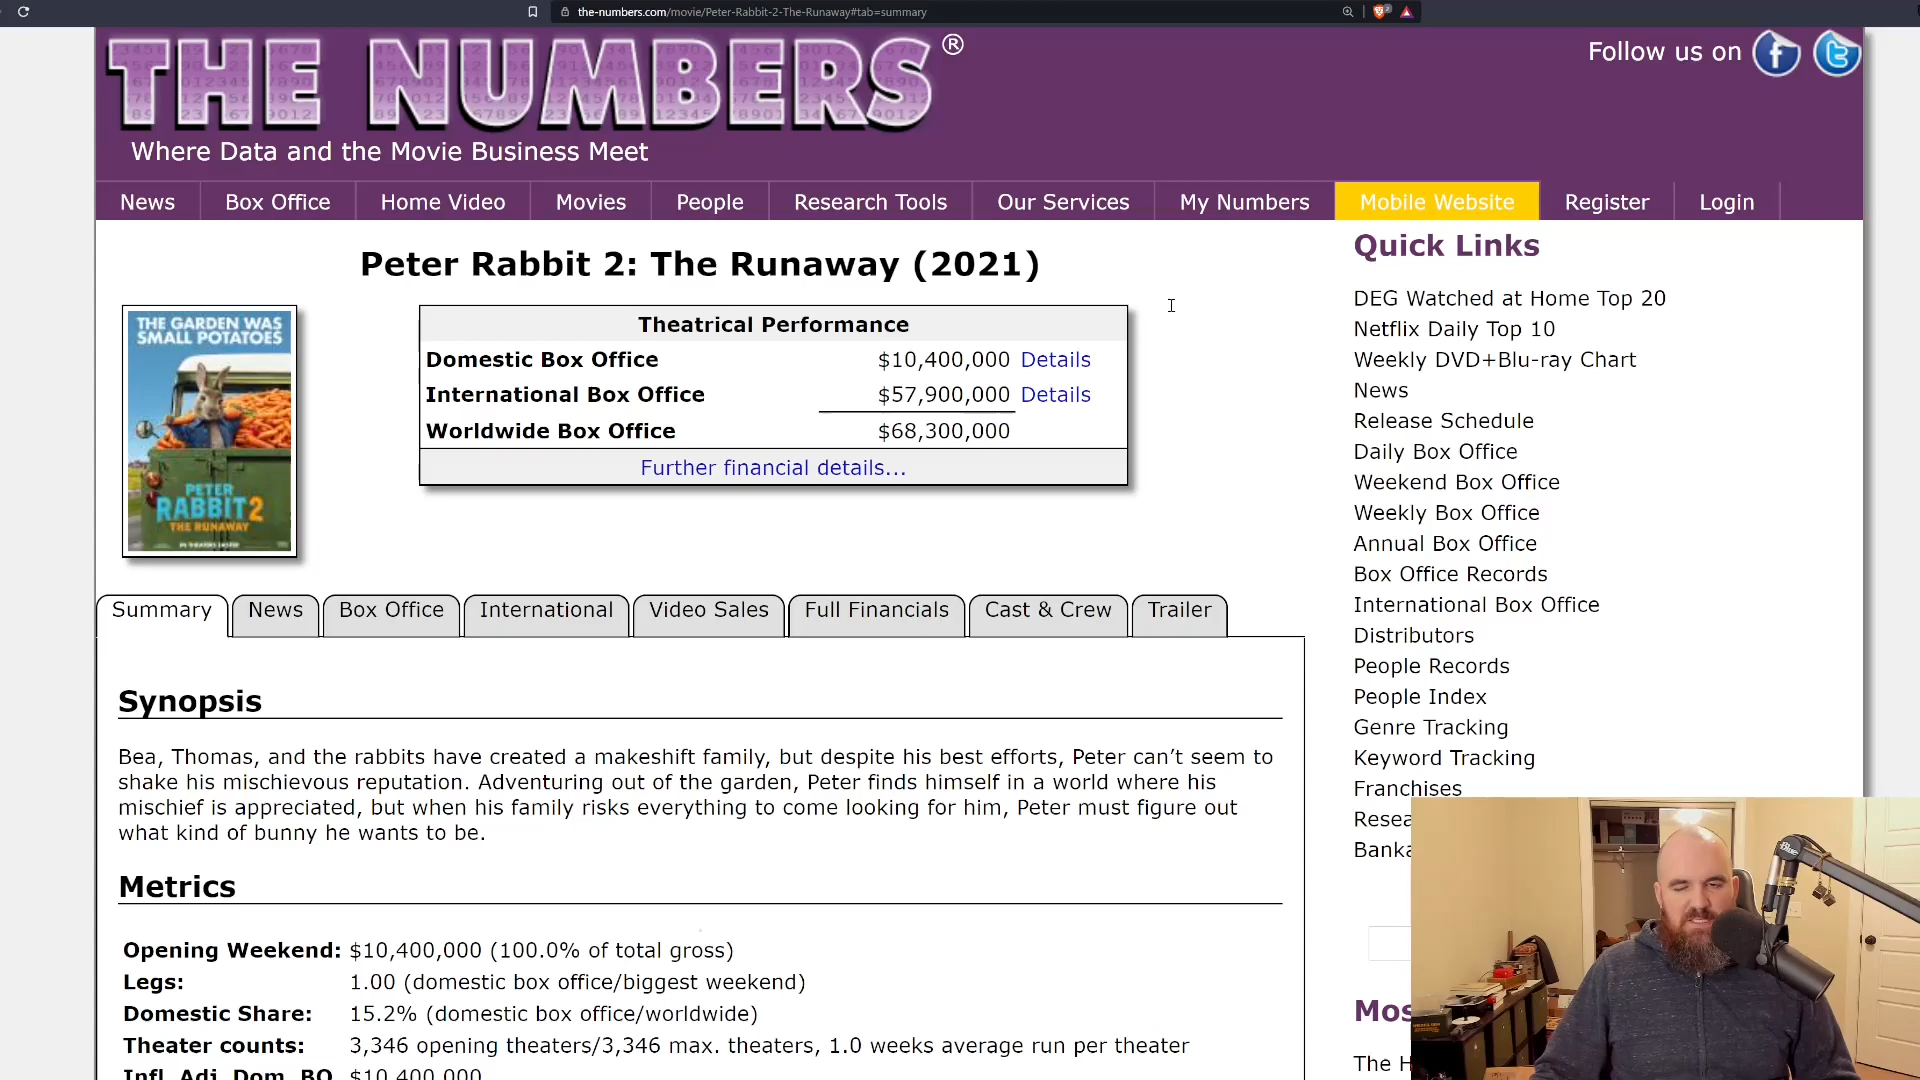 the-numbers.com/movie/Peter-Rabbit-2-The-Runaway#tab=summary
THE NUMBERS®
Where Data and the Movie Business Meet
Follow us on
News Box Office Home Video Movies People Research Tools Our Services My Numbers Mobile Website Register Login
Peter Rabbit 2: The Runaway (2021)
THE GARDEN WAS
SMALL POTATOES
PETER
RABBIT 2
THE RUNAWAY
Theatrical Performance
Domestic Box Office $10,400,000 Details
International Box Office $57,900,000 Details
Worldwide Box Office $68,300,000
Further financial details...
Summary News Box Office International Video Sales Full Financials Cast & Crew Trailer
Synopsis
Bea, Thomas, and the rabbits have created a makeshift family, but despite his best efforts, Peter can’t seem to
shake his mischievous reputation. Adventuring out of the garden, Peter finds himself in a world where his
mischief is appreciated, but when his family risks everything to come looking for him, Peter must figure out
what kind of bunny he wants to be.
Metrics
Opening Weekend: $10,400,000 (100.0% of total gross)
Legs: 1.00 (domestic box office/biggest weekend)
Domestic Share: 15.2% (domestic box office/worldwide)
Theater counts: 3,346 opening theaters/3,346 max. theaters, 1.0 weeks average run per theater
Infl. Adj. Dom. BO $10,400,000
Quick Links
DEG Watched at Home Top 20
Netflix Daily Top 10
Weekly DVD+Blu-ray Chart
News
Release Schedule
Daily Box Office
Weekend Box Office
Weekly Box Office
Annual Box Office
Box Office Records
International Box Office
Distributors
People Records
People Index
Genre Tracking
Keyword Tracking
Franchises
Resea
Banka
Mos
The H
Blue